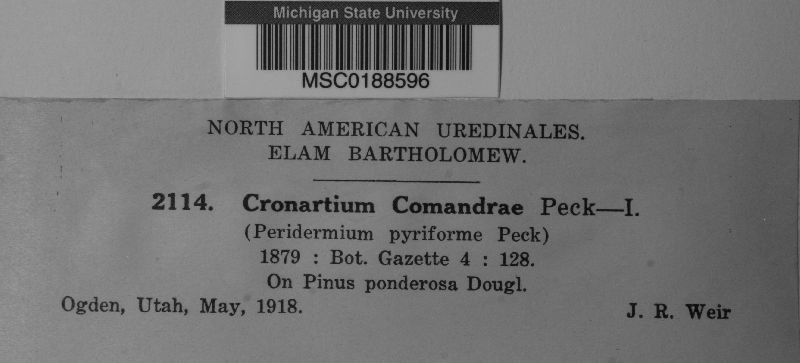 Michigan State University
MSC0188596
NORTH AMERICAN UREDINALES.
ELAM BARTHOLOMEW.
2114. Cronartium Comandrae Peck—I.
(Peridermium pyriforme Peck)
1879 : Bot. Gazette 4 : 128.
On Pinus ponderosa Dougl.
Ogden, Utah, May, 1918. J. R. Weir